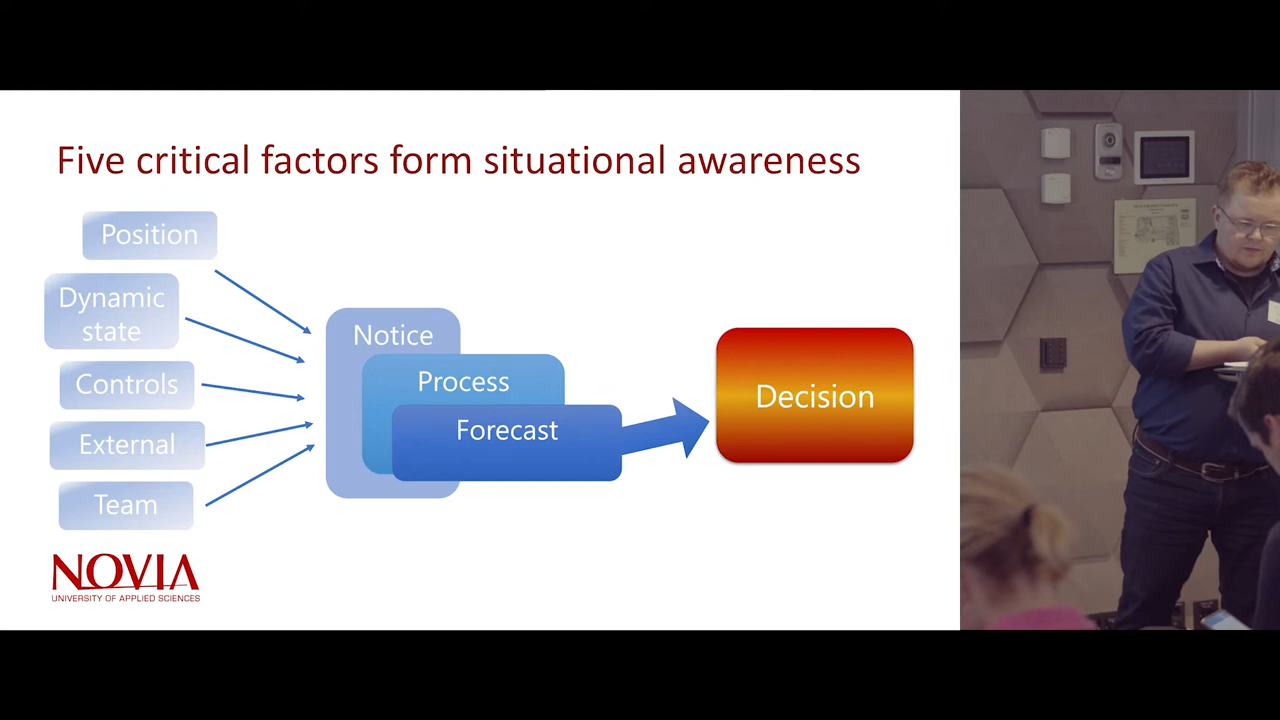 Five critical factors form situational awareness
Position
Dynamic
state
Controls
External
Team
Notice
Process
Forecast
Decision
NOVIA
UNIVERSITY OF APPLIED SCIENCES